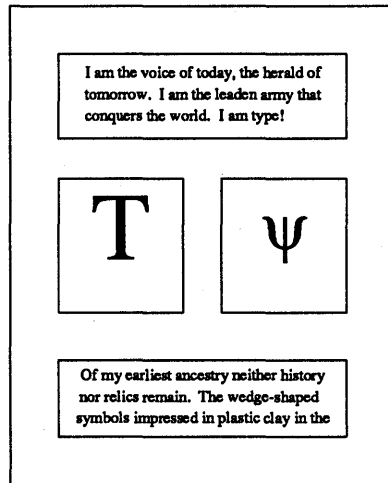 I am the voice of today, the herald of
tomorrow. I am the leaden army that
conquers the world. I am type!
T ψ
Of my earliest ancestry neither history
nor relics remain. The wedge-shaped
symbols impressed in plastic clay in the